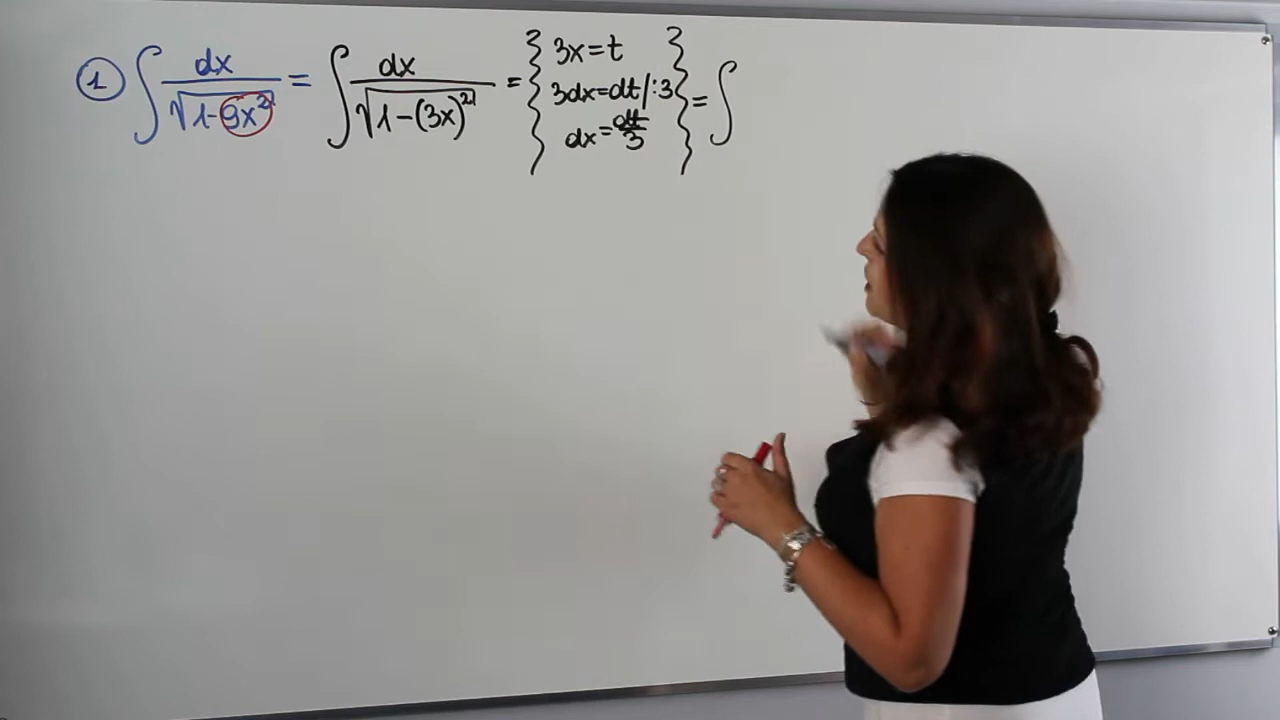 ① ∫ dx / √(1-9x²) = ∫ dx / √(1-(3x)²) = { 3x=t
3dx=dt /:3
dx=dt/3 } = ∫